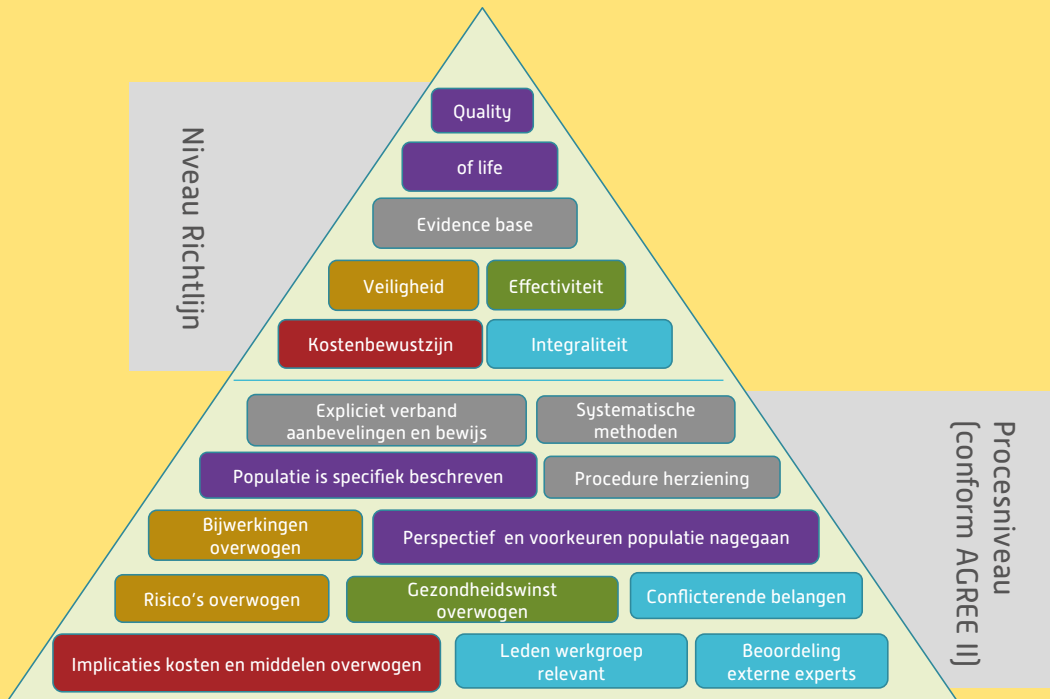 Niveau Richtlijn
Quality
of life
Evidence base
Veiligheid
Effectiviteit
Kostenbewustzijn
Integraliteit
Procesniveau
(conform AGREE II)
Expliciet verband
aanbevelingen en bewijs
Systematische
methoden
Populatie is specifiek beschreven
Procedure herziening
Bijwerkingen
overwogen
Perspectief en voorkeuren populatie nagegaan
Risico's overwogen
Gezondheidswinst
overwogen
Conflicterende belangen
Implicaties kosten en middelen overwogen
Leden werkgroep
relevant
Beoordeling
externe experts